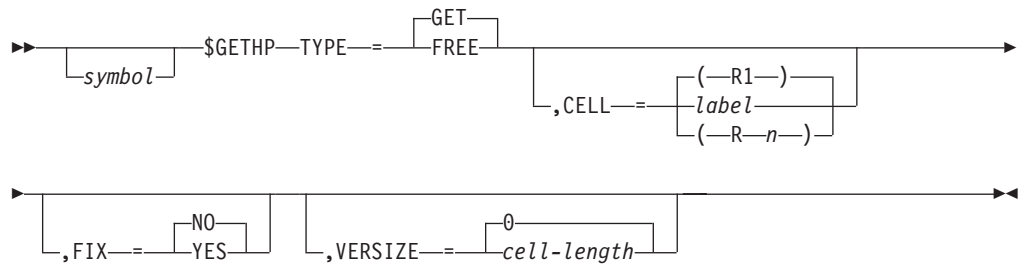 GET
$GETHP TYPE = FREE
symbol
( R1 )
,CELL = label
( R n )
NO
0
,FIX = YES
,VERSIZE = cell-length